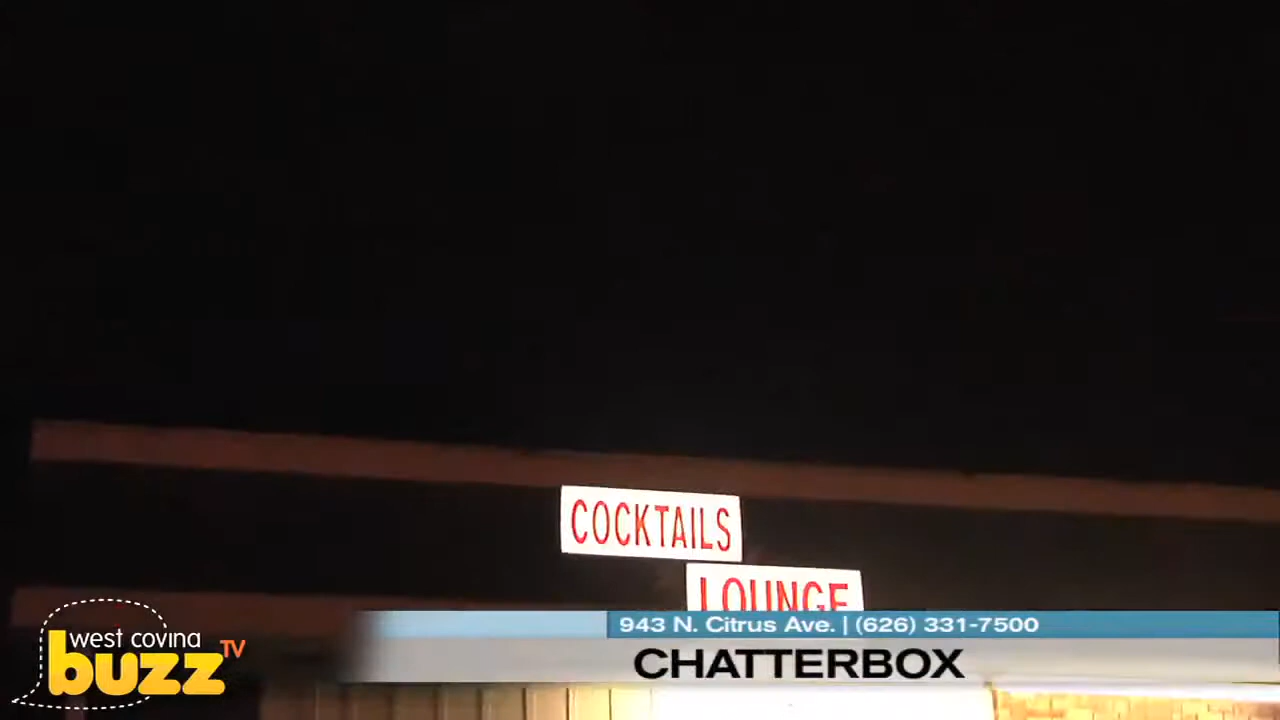 COCKTAILS
LOUNGE
943 N. Citrus Ave. | (626) 331-7500
CHATTERBOX
west covina
buzz TV